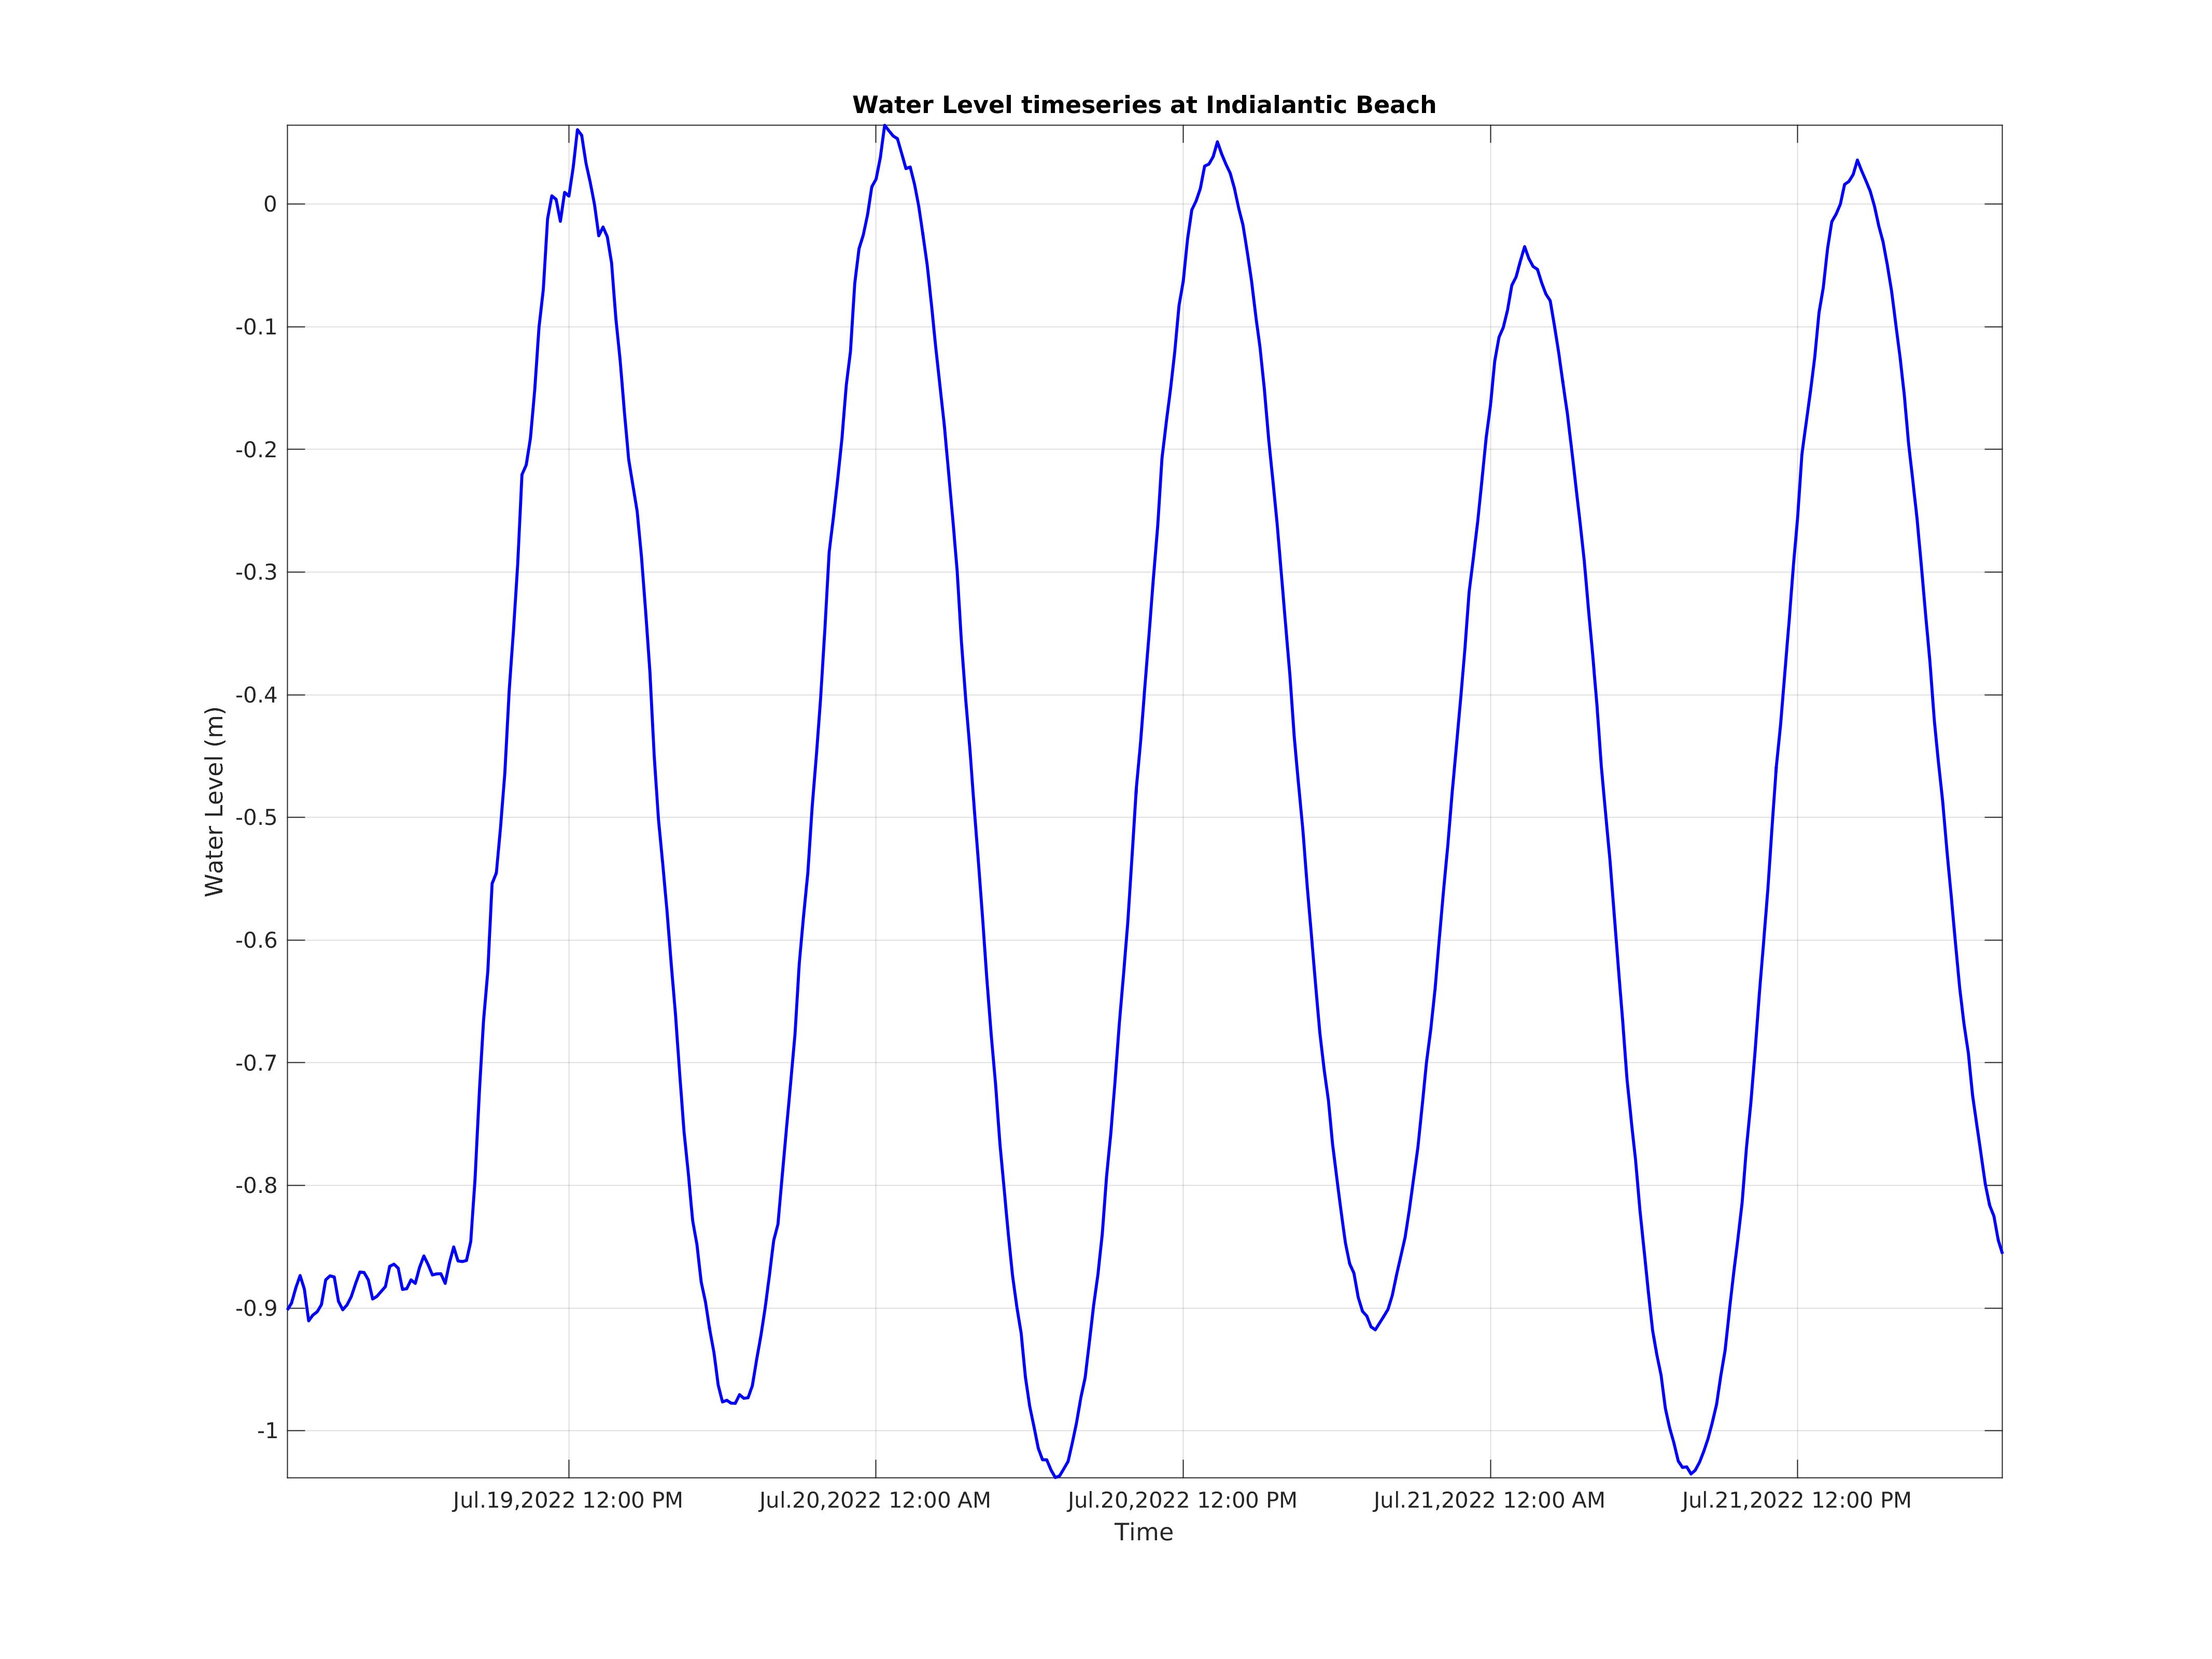 Water Level timeseries at Indialantic Beach
0
-0.1
-0.2
-0.3
-0.4
-0.5
-0.6
-0.7
-0.8
-0.9
-1
Water Level (m)
Jul.19,2022 12:00 PM
Jul.20,2022 12:00 AM
Jul.20,2022 12:00 PM
Jul.21,2022 12:00 AM
Jul.21,2022 12:00 PM
Time